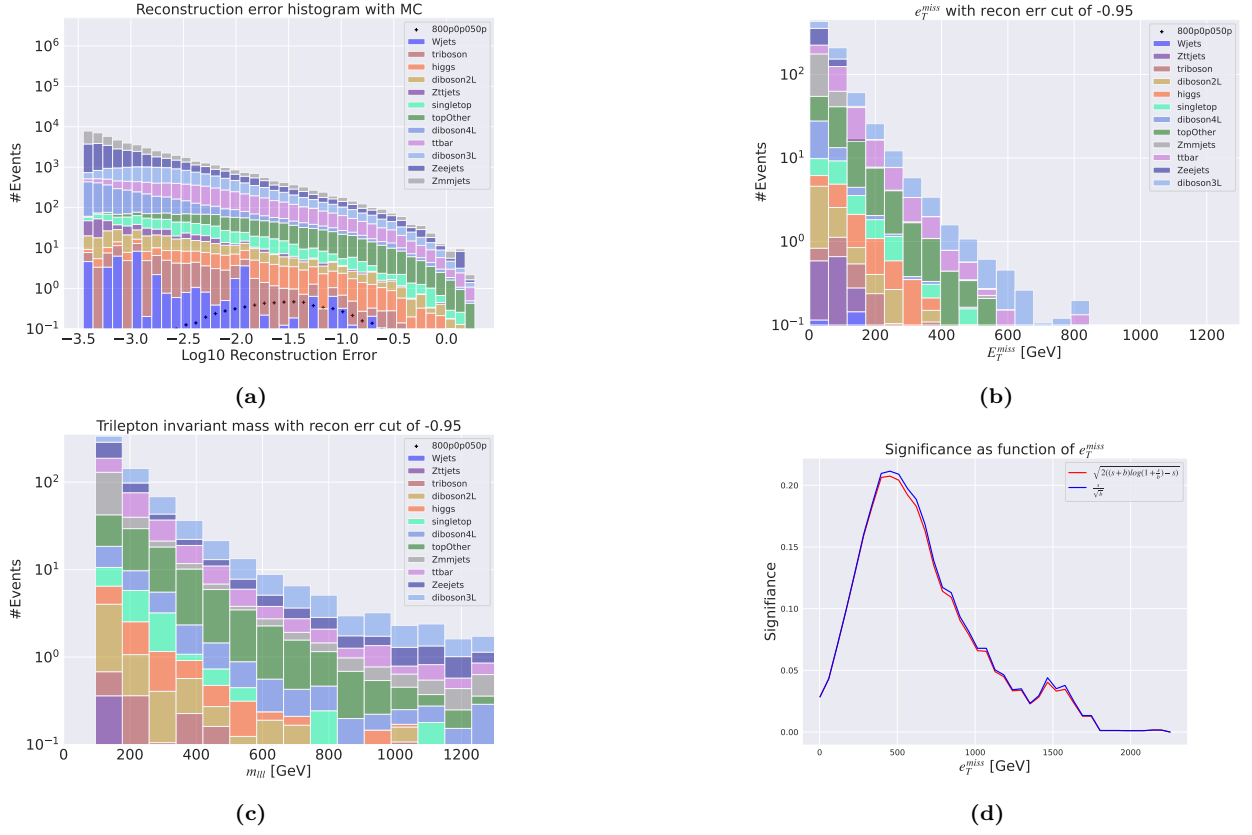 Reconstruction error histogram with MC
#Events
10^6
10^5
10^4
10^3
10^2
10^1
10^0
10^−1
−3.5 −3.0 −2.5 −2.0 −1.5 −1.0 −0.5 0.0
Log10 Reconstruction Error
800p0p050p
Wjets
triboson
higgs
diboson2L
Zttjets
singletop
topOther
diboson4L
ttbar
diboson3L
Zeejets
Zmmjets
(a)
e_T^miss with recon err cut of -0.95
#Events
10^2
10^1
10^0
10^−1
0 200 400 600 800 1000 1200
E_T^miss [GeV]
800p0p050p
Wjets
Zttjets
triboson
diboson2L
higgs
singletop
diboson4L
topOther
Zmmjets
ttbar
Zeejets
diboson3L
(b)
Trilepton invariant mass with recon err cut of -0.95
#Events
10^2
10^1
10^0
10^−1
0 200 400 600 800 1000 1200
m_lll [GeV]
800p0p050p
Wjets
Zttjets
triboson
diboson2L
higgs
singletop
diboson4L
topOther
Zmmjets
ttbar
Zeejets
diboson3L
(c)
Significance as function of e_T^miss
Signifiance
0.20
0.15
0.10
0.05
0.00
0 500 1000 1500 2000
e_T^miss [GeV]
√2((s+b)log(1+s/b)−s)
s/√b
(d)